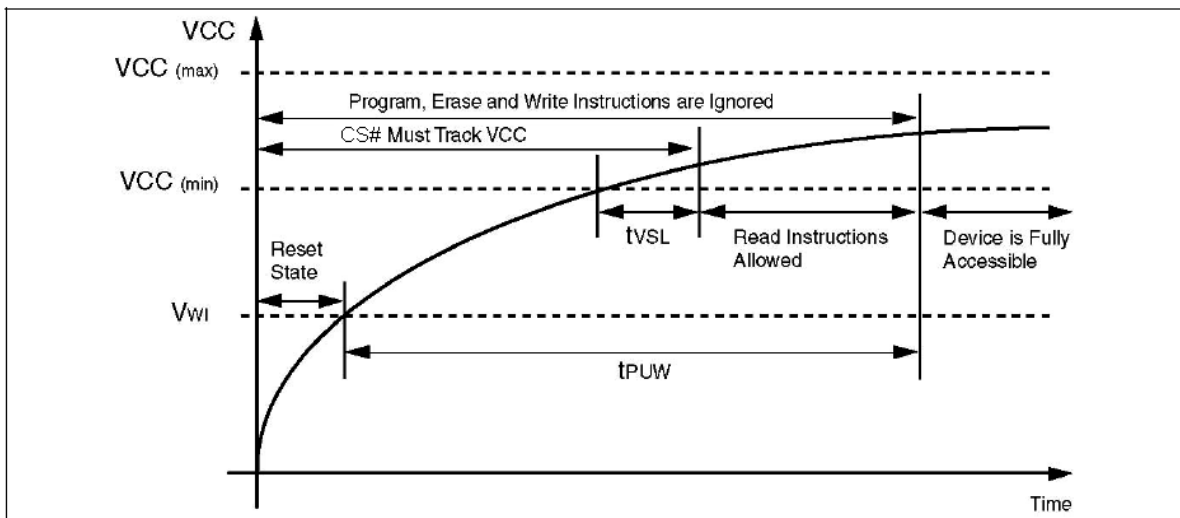 VCC
VCC (max)
Program, Erase and Write Instructions are Ignored
CS# Must Track VCC
VCC (min)
Reset
State
tVSL
Read Instructions
Allowed
Device is Fully
Accessible
VWI
tPUW
Time